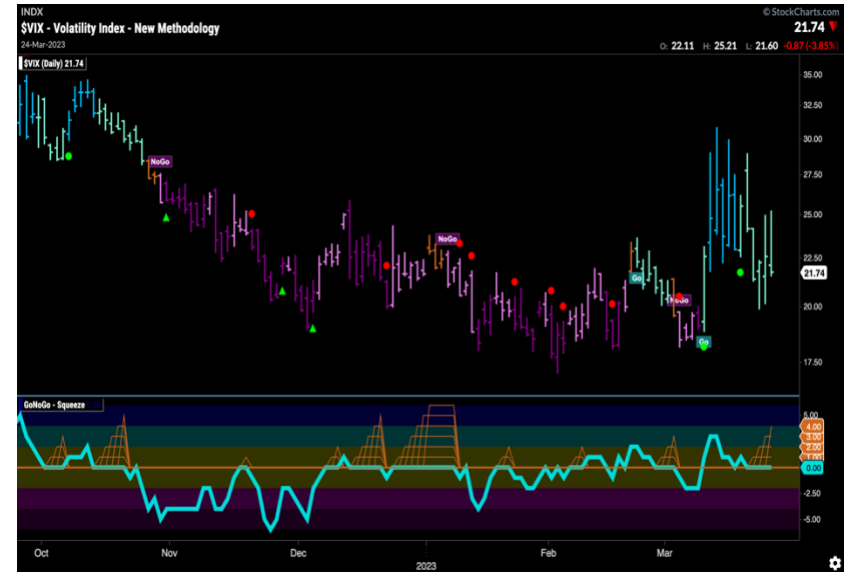 INDX
© StockCharts.com
$VIX - Volatility Index - New Methodology
21.74
24-Mar-2023
O: 22.11 H: 25.21 L: 21.60 -0.87 (-3.85%)
$VIX (Daily) 21.74
35.00
32.50
30.00
NoGo
27.50
25.00
NoGo
22.50
Go
21.74
NoGo
20.00
Go
17.50
GoNoGo - Squeeze
5.00
4.00
3.00
2.00
1.00
0.00
-2.50
-5.00
Oct Nov Dec Feb Mar
2023